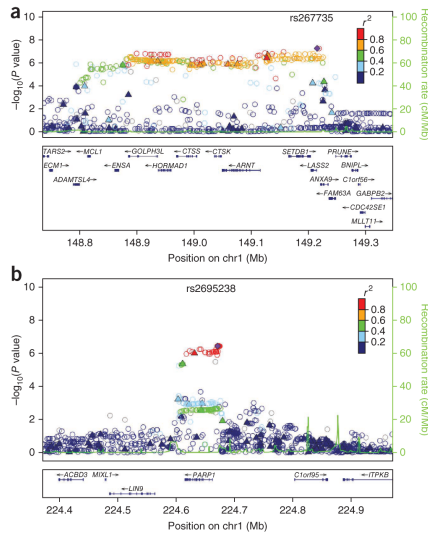 a
rs267735
r²
0.8
0.6
0.4
0.2
10
8
6
4
2
0
–log₁₀(P value)
100
80
60
40
20
0
Recombination rate (cM/Mb)
TARS2→ ←MCL1 ←GOLPHL3L ←CTSS ←CTSK SETDB1→ PRUNE→
ECM1→ ←ENSA ←HORMAD1 ←ARNT ←LASS2 BNIPL→
ADAMTSL4→ ANXA9→ C1orf56→
←FAM63A GABPB2→
←CDC42SE1
MLLT11→
148.8 148.9 149.0 149.1 149.2 149.3
Position on chr1 (Mb)
b
rs2695238
r²
0.8
0.6
0.4
0.2
10
8
6
4
2
0
–log₁₀(P value)
100
80
60
40
20
0
Recombination rate (cM/Mb)
←ACBD3 MIXL1→ ←PARP1 C1orf95→ ←ITPKB
←LIN9
224.4 224.5 224.6 224.7 224.8 224.9
Position on chr1 (Mb)